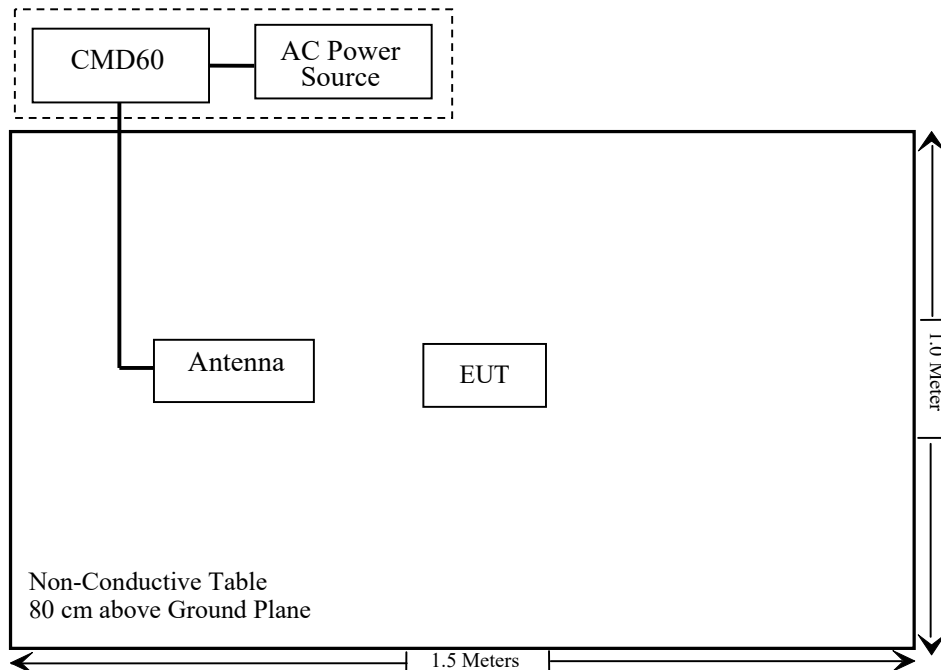 CMD60
AC Power
Source
Antenna
EUT
1.0 Meter
Non-Conductive Table
80 cm above Ground Plane
1.5 Meters